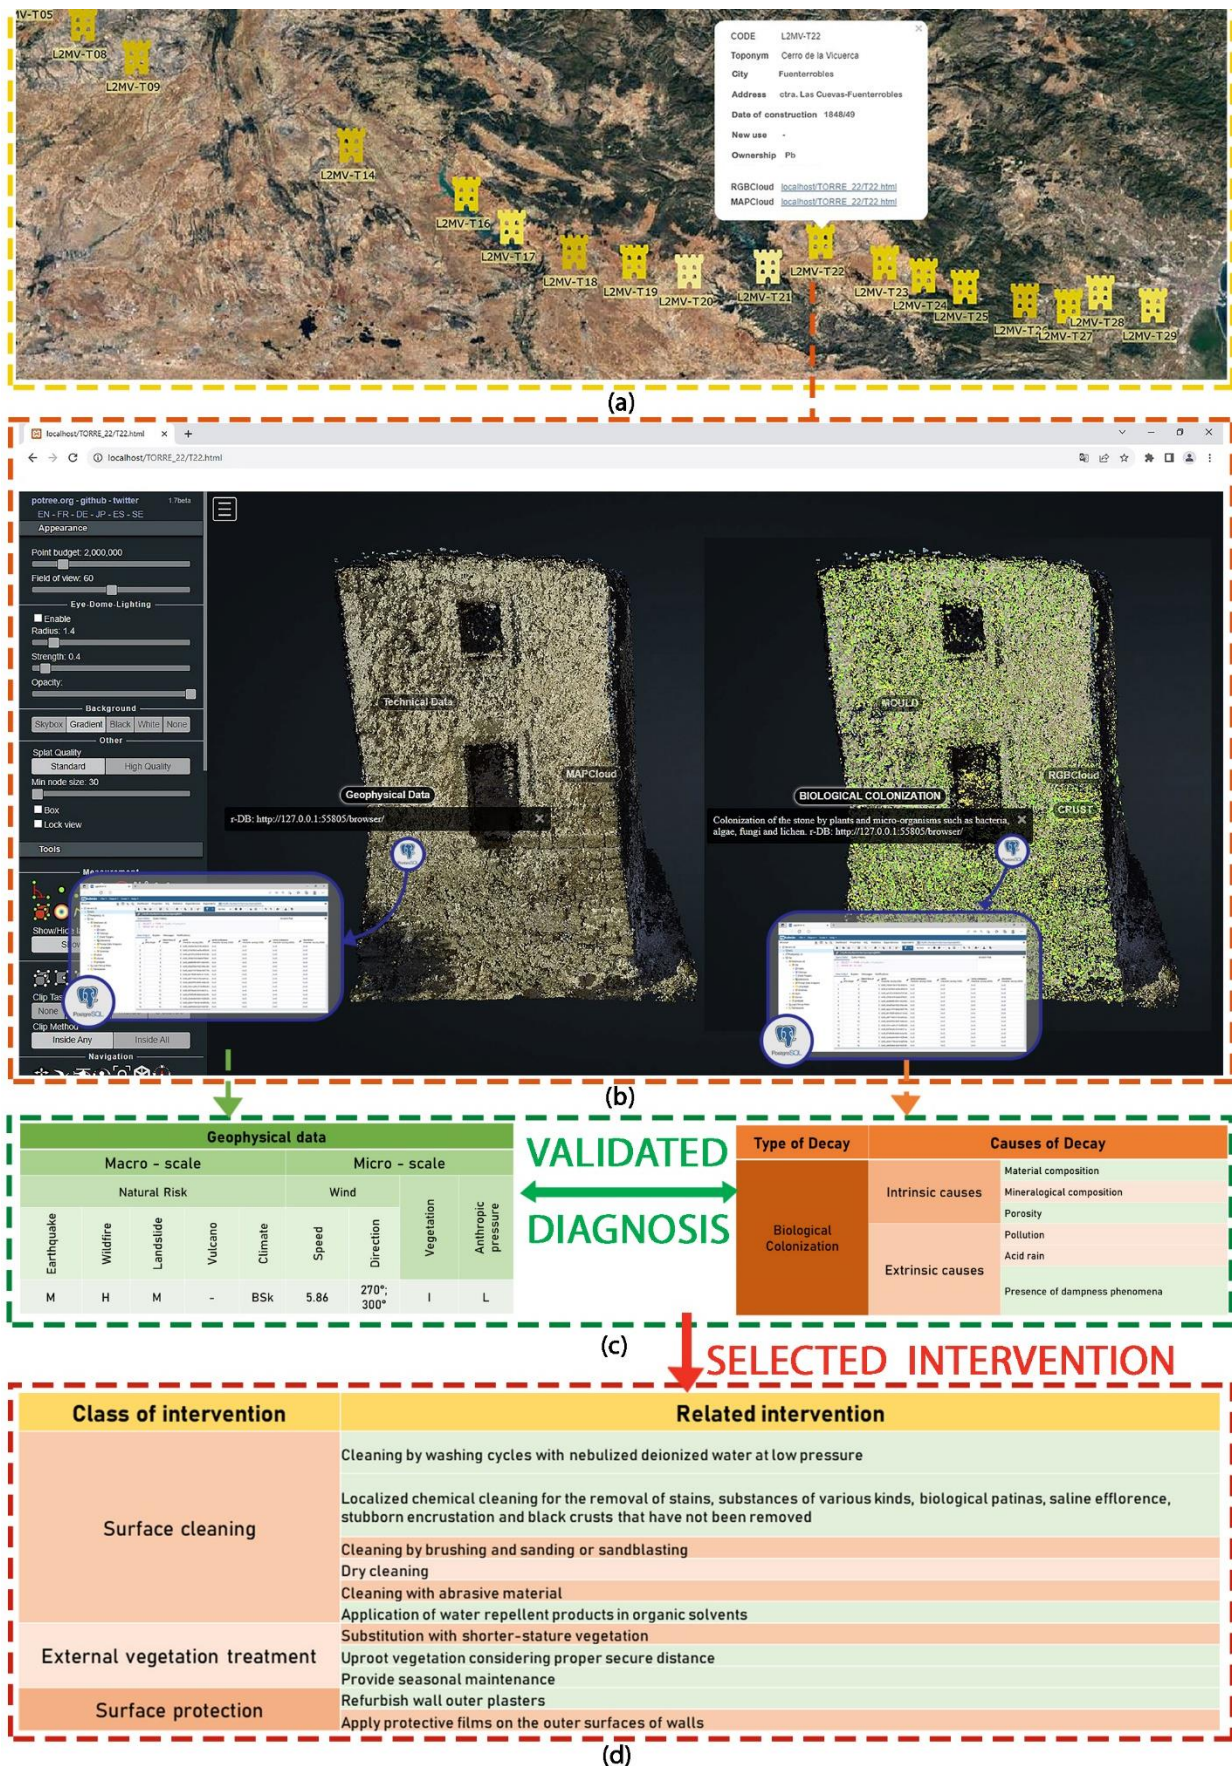 MV-T05
L2MV-T08
L2MV-T09
L2MV-T14
L2MV-T16
L2MV-T17
L2MV-T18
L2MV-T19
L2MV-T20
L2MV-T21
L2MV-T22
L2MV-T23
L2MV-T24
L2MV-T25
L2MV-T26
L2MV-T27
L2MV-T28
L2MV-T29
CODE L2MV-T22
Toponym Cerro de la Vicuerca
City Fuenterrobles
Address ctra. Las Cuevas-Fuenterrobles
Date of construction 1848/49
New use -
Ownership Pb
RGBCloud localhost/TORRE_22/T22.html
MAPCloud localhost/TORRE_22/T22.html
(a)
localhost/TORRE_22/T22.html
localhost/TORRE_22/T22.html
potree.org - github - twitter 1.7beta
EN - FR - DE - JP - ES - SE
Appearance
Point budget: 2,000,000
Field of view: 60
Eye-Dome-Lighting
Enable
Radius: 1.4
Strength: 0.4
Opacity:
Background
Skybox Gradient Black White None
Other
Splat Quality
Standard High Quality
Min node size: 30
Box
Lock view
Tools
Measurement
Show/Hide
Clip Tas
None
Clip Method
Inside Any Inside All
Navigation
Technical Data
MAPCloud
Geophysical Data
r-DB: http://127.0.0.1:55805/browser/
PostgreSQL
MOULD
RGBCloud
BIOLOGICAL COLONIZATION
CRUST
Colonization of the stone by plants and micro-organisms such as bacteria,
algae, fungi and lichen. r-DB: http://127.0.0.1:55805/browser/
PostgreSQL
(b)
Geophysical data
Macro - scale Micro - scale
Natural Risk Wind
Earthquake Wildfire Landslide Vulcano Climate Speed Direction Vegetation Anthropic pressure
M H M - BSk 5.86 270°; 300° I L
VALIDATED
DIAGNOSIS
Type of Decay Causes of Decay
Biological Colonization
Intrinsic causes
Material composition
Mineralogical composition
Porosity
Extrinsic causes
Pollution
Acid rain
Presence of dampness phenomena
(c)
SELECTED INTERVENTION
Class of intervention Related intervention
Surface cleaning
Cleaning by washing cycles with nebulized deionized water at low pressure
Localized chemical cleaning for the removal of stains, substances of various kinds, biological patinas, saline efflorence,
stubborn encrustation and black crusts that have not been removed
Cleaning by brushing and sanding or sandblasting
Dry cleaning
Cleaning with abrasive material
Application of water repellent products in organic solvents
External vegetation treatment
Substitution with shorter-stature vegetation
Uproot vegetation considering proper secure distance
Provide seasonal maintenance
Surface protection
Refurbish wall outer plasters
Apply protective films on the outer surfaces of walls
(d)